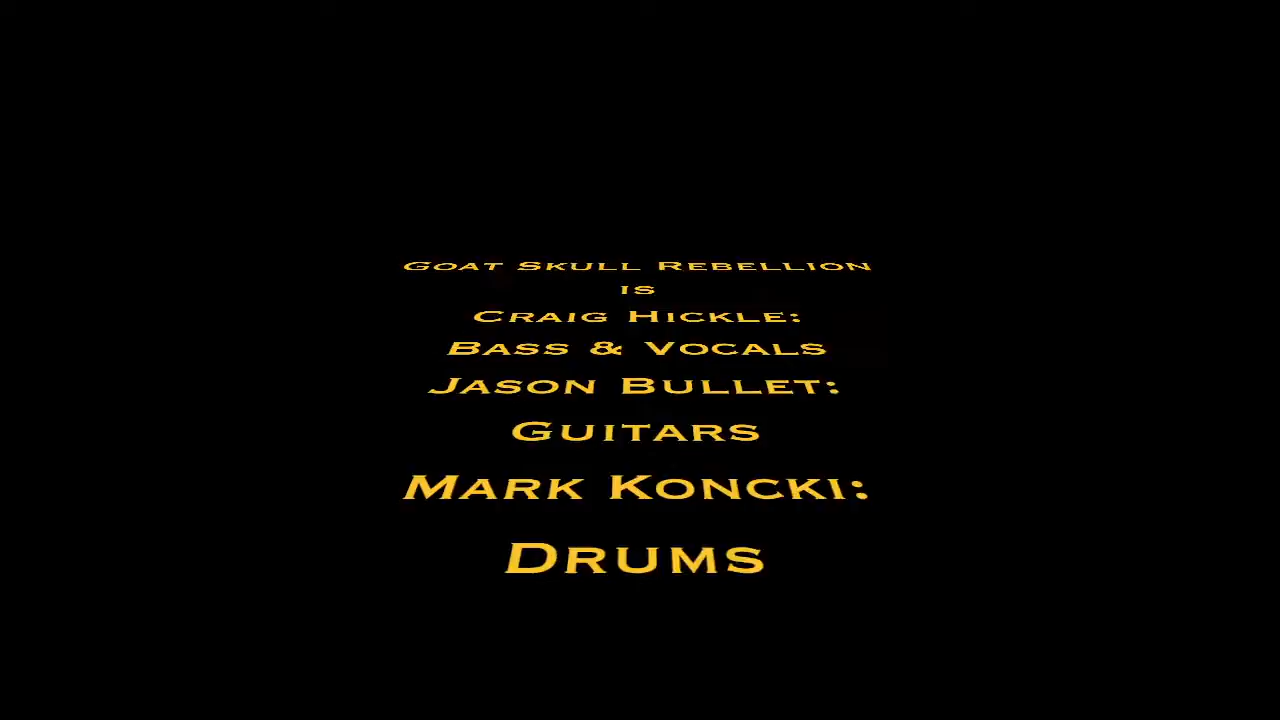 Goat Skull Rebellion
is
Craig Hickle:
Bass & Vocals
Jason Bullet:
Guitars
Mark Koncki:
Drums